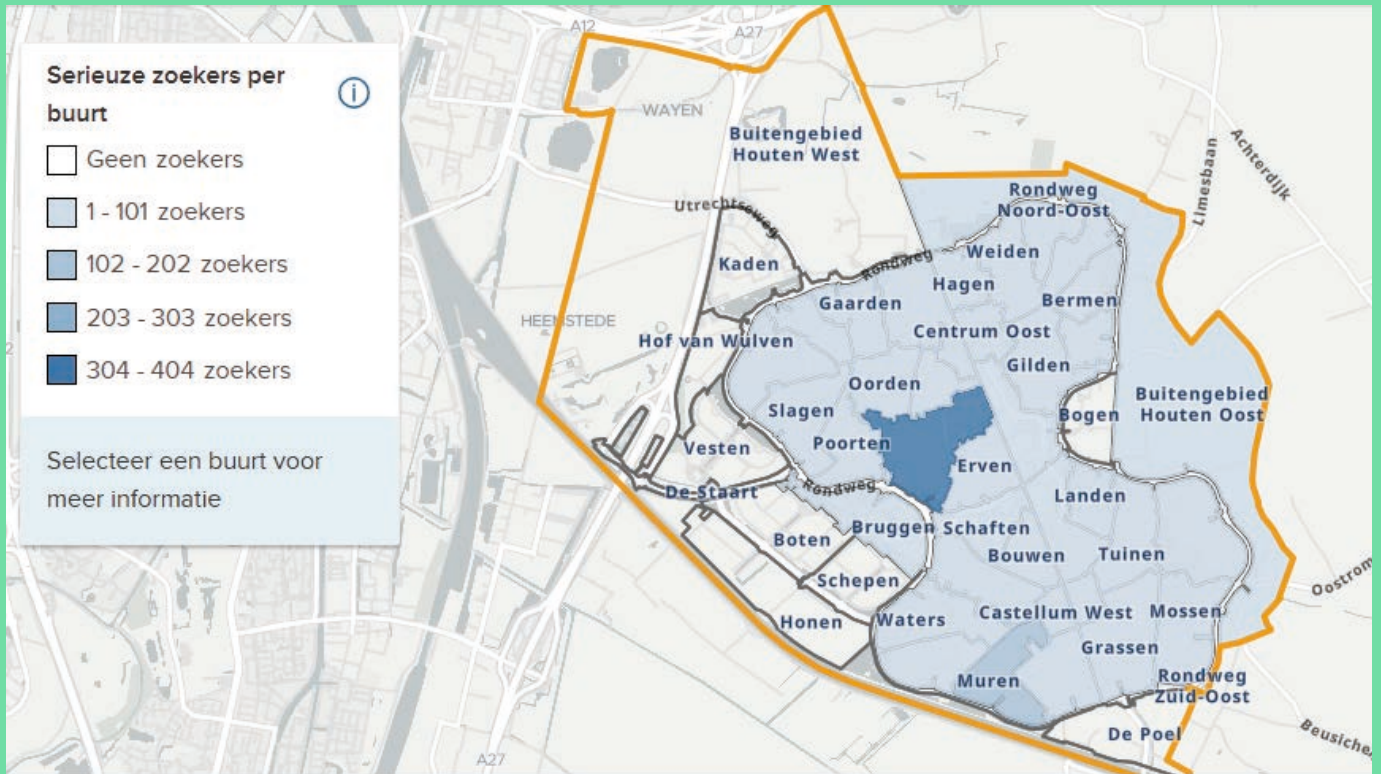 Serieuze zoekers per
buurt
i
Geen zoekers
1 - 101 zoekers
102 - 202 zoekers
203 - 303 zoekers
304 - 404 zoekers
Selecteer een buurt voor
meer informatie
A12
A27
WAYEN
Buitengebied
Houten West
Limesbaan
Achterdijk
Rondweg
Noord-Oost
Utrechtseweg
Weiden
Kaden
Rondweg
Hagen
Gaarden
Bermen
HEEMSTEDE
Centrum Oost
Hof van Wulven
Gilden
Oorden
Buitengebied
Houten Oost
Slagen
Bogen
Vesten
Poorten
Erven
De Staart
Rondweg
Landen
Bruggen
Schaften
Boten
Bouwen
Tuinen
Schepen
Oostrom
Honen
Waters
Castellum West
Mossen
Grassen
Muren
Rondweg
Zuid-Oost
De Poel
Beusiche
A27
2